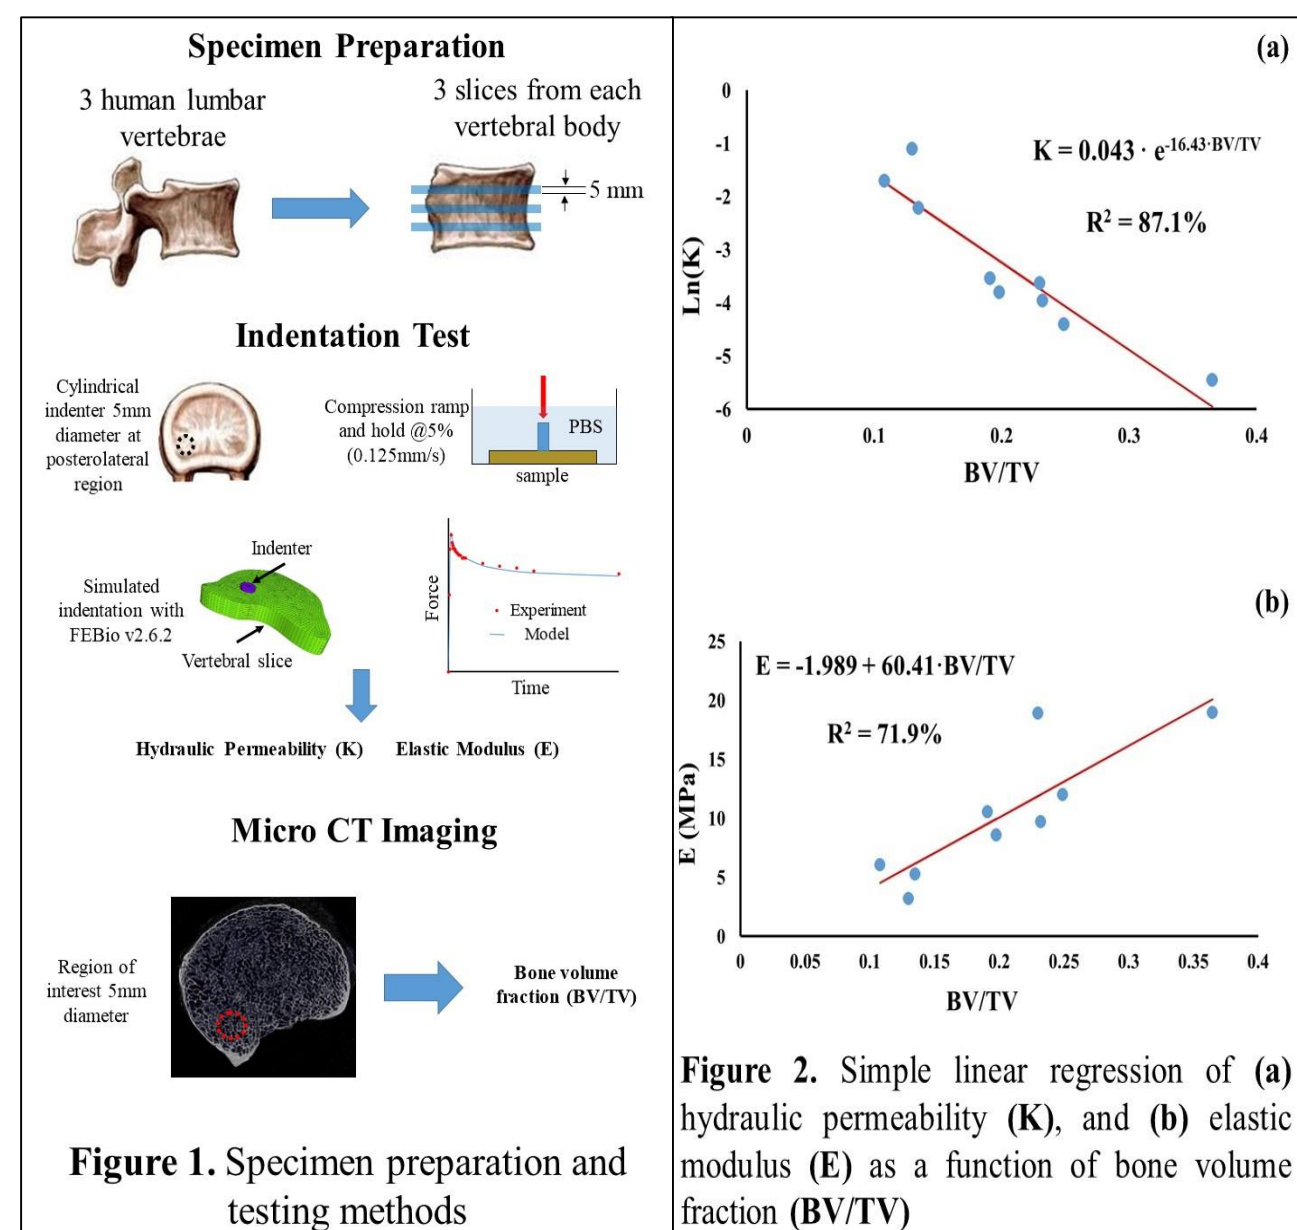 Specimen Preparation
3 human lumbar
vertebrae
3 slices from each
vertebral body
5 mm
Indentation Test
Cylindrical
indenter 5mm
diameter at
posterolateral
region
Compression ramp
and hold @5%
(0.125mm/s)
PBS
sample
Simulated
indentation with
FEBio v2.6.2
Indenter
Vertebral slice
Force
Experiment
Model
Time
Hydraulic Permeability (K)
Elastic Modulus (E)
Micro CT Imaging
Region of
interest 5mm
diameter
Bone volume
fraction (BV/TV)
Figure 1. Specimen preparation and
testing methods
(a)
K = 0.043 · e^-16.43·BV/TV
R² = 87.1%
Ln(K)
0
-1
-2
-3
-4
-5
-6
0 0.1 0.2 0.3 0.4
BV/TV
(b)
E = -1.989 + 60.41·BV/TV
R² = 71.9%
E (MPa)
25
20
15
10
5
0
0 0.05 0.1 0.15 0.2 0.25 0.3 0.35 0.4
BV/TV
Figure 2. Simple linear regression of (a)
hydraulic permeability (K), and (b) elastic
modulus (E) as a function of bone volume
fraction (BV/TV)